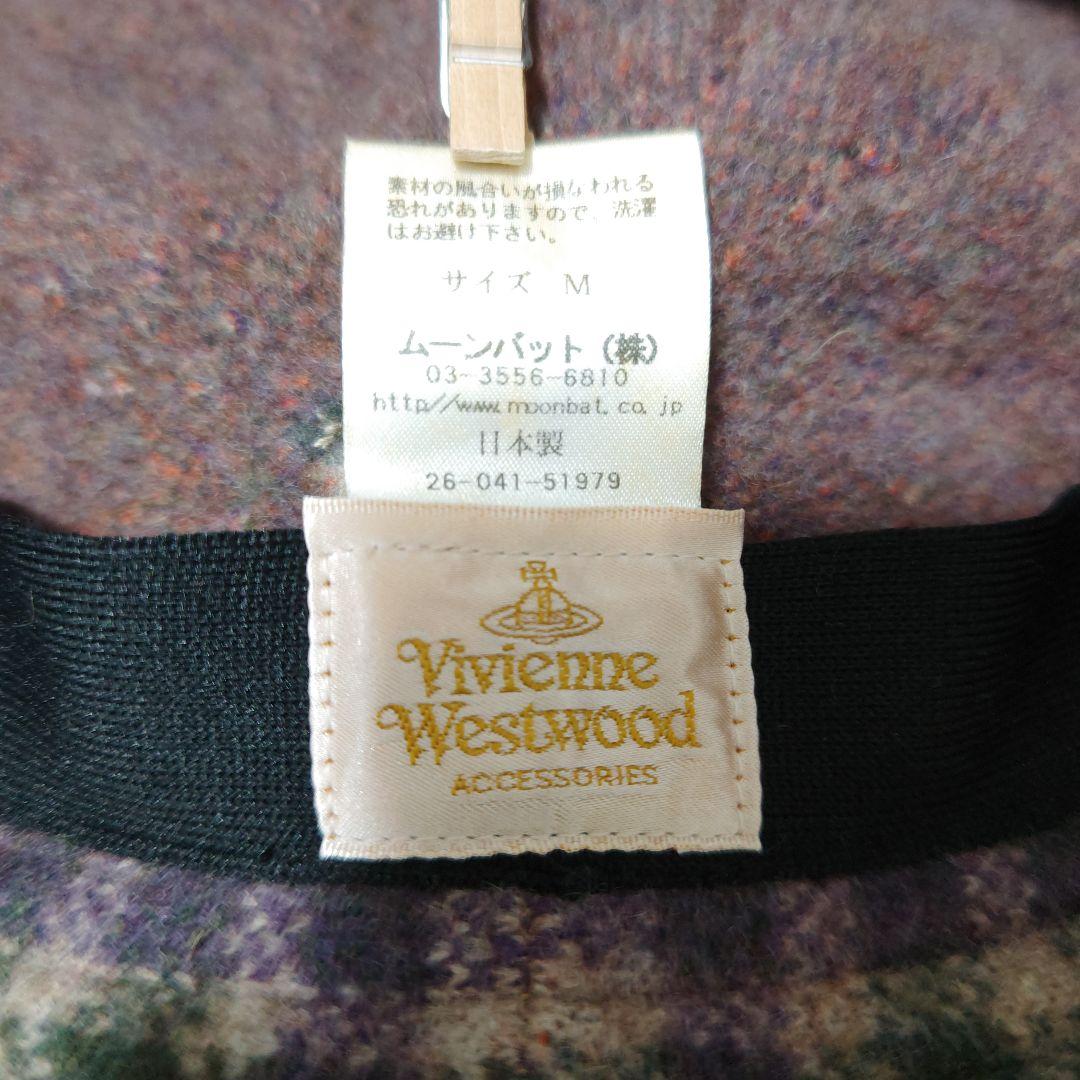 素材の風合いが損なわれる
恐れがありますので、洗濯
はお避け下さい。
サイズ M
ムーンバット(株)
03-3556-6810
http//www.moonbat.co.jp
日本製
26-041-51979
Vivienne
Westwood
ACCESSORIES